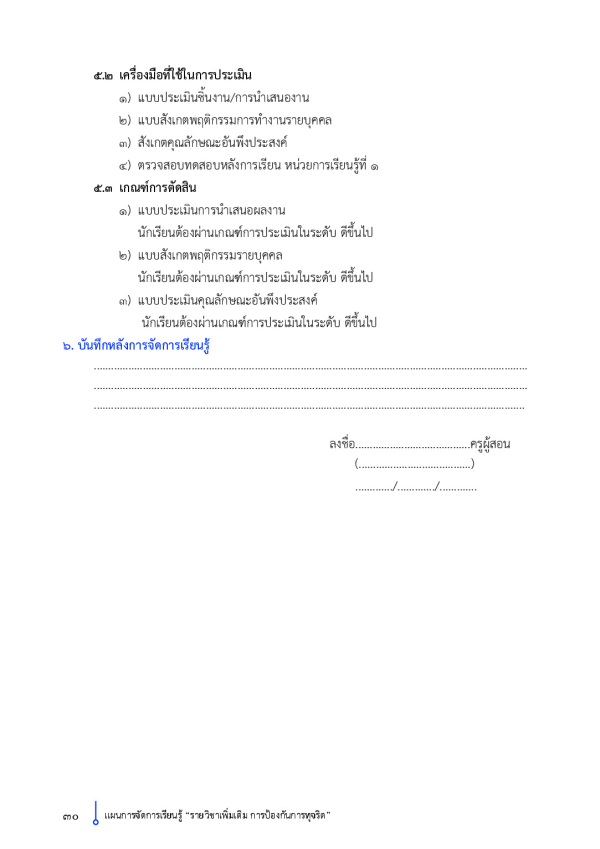 ๕.๒ เครื่องมือที่ใช้ในการประเมิน
๑) แบบประเมินชิ้นงาน/การนำเสนองาน
๒) แบบสังเกตพฤติกรรมการทำงานรายบุคคล
๓) สังเกตคุณลักษณะอันพึงประสงค์
๔) ตรวจสอบทดสอบหลังการเรียน หน่วยการเรียนรู้ที่ ๑
๕.๓ เกณฑ์การตัดสิน
๑) แบบประเมินการนำเสนอผลงาน
นักเรียนต้องผ่านเกณฑ์การประเมินในระดับ ดีขึ้นไป
๒) แบบสังเกตพฤติกรรมรายบุคคล
นักเรียนต้องผ่านเกณฑ์การประเมินในระดับ ดีขึ้นไป
๓) แบบประเมินคุณลักษณะอันพึงประสงค์
นักเรียนต้องผ่านเกณฑ์การประเมินในระดับ ดีขึ้นไป
๖. บันทึกหลังการจัดการเรียนรู้
................................................................................................................................................
................................................................................................................................................
................................................................................................................................................
ลงชื่อ........................................ครูผู้สอน
(.......................................)
............./............./.............
๓๐ แผนการจัดการเรียนรู้ “รายวิชาเพิ่มเติม การป้องกันการทุจริต”